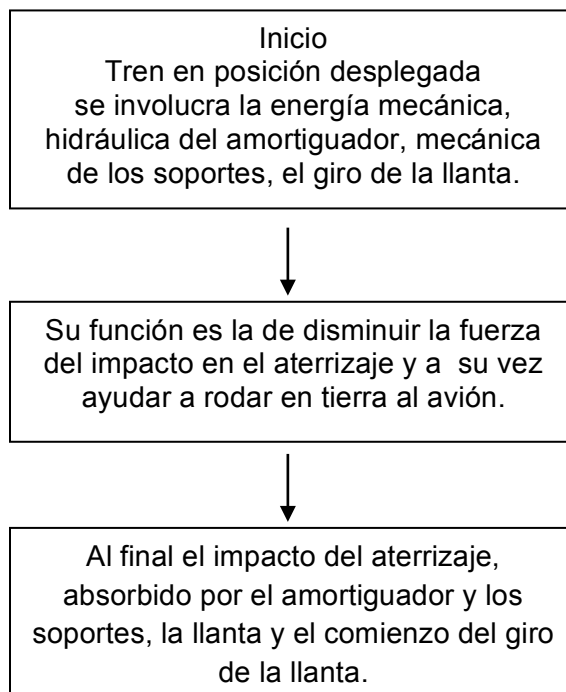 Inicio
Tren en posición desplegada
se involucra la energía mecánica,
hidráulica del amortiguador, mecánica
de los soportes, el giro de la llanta.
Su función es la de disminuir la fuerza
del impacto en el aterrizaje y a su vez
ayudar a rodar en tierra al avión.
Al final el impacto del aterrizaje,
absorbido por el amortiguador y los
soportes, la llanta y el comienzo del giro
de la llanta.